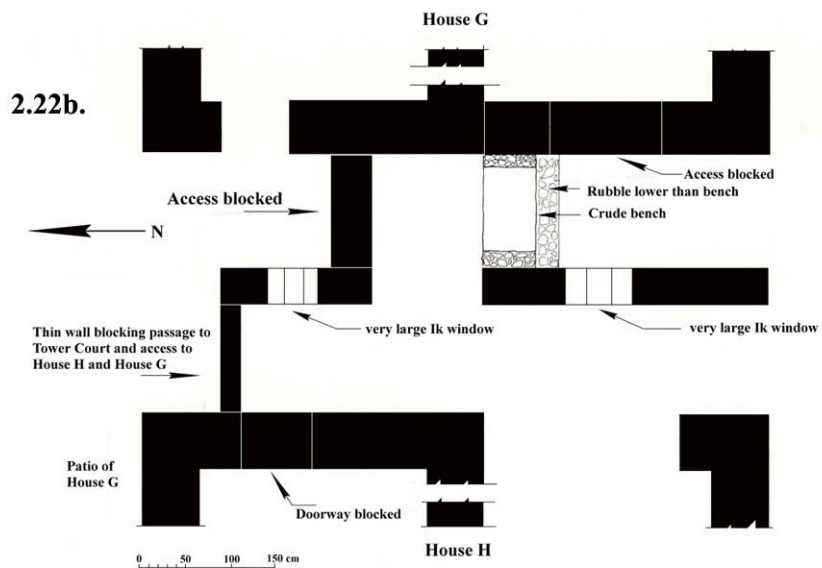 House G
2.22b.
Access blocked
Access blocked
Rubble lower than bench
Crude bench
N
very large Ik window
very large Ik window
Thin wall blocking passage to
Tower Court and access to
House H and House G
Patio of
House G
Doorway blocked
House H
0 50 100 150 cm